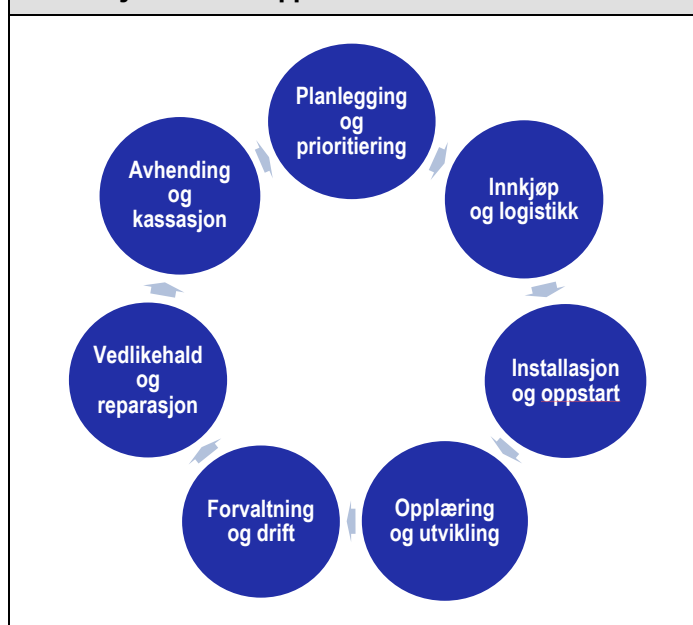 Planlegging
og
prioritiering
Innkjøp
og logistikk
Installasjon
og oppstart
Opplæring
og utvikling
Forvaltning
og drift
Vedlikehald
og
reparasjon
Avhending
og
kassasjon